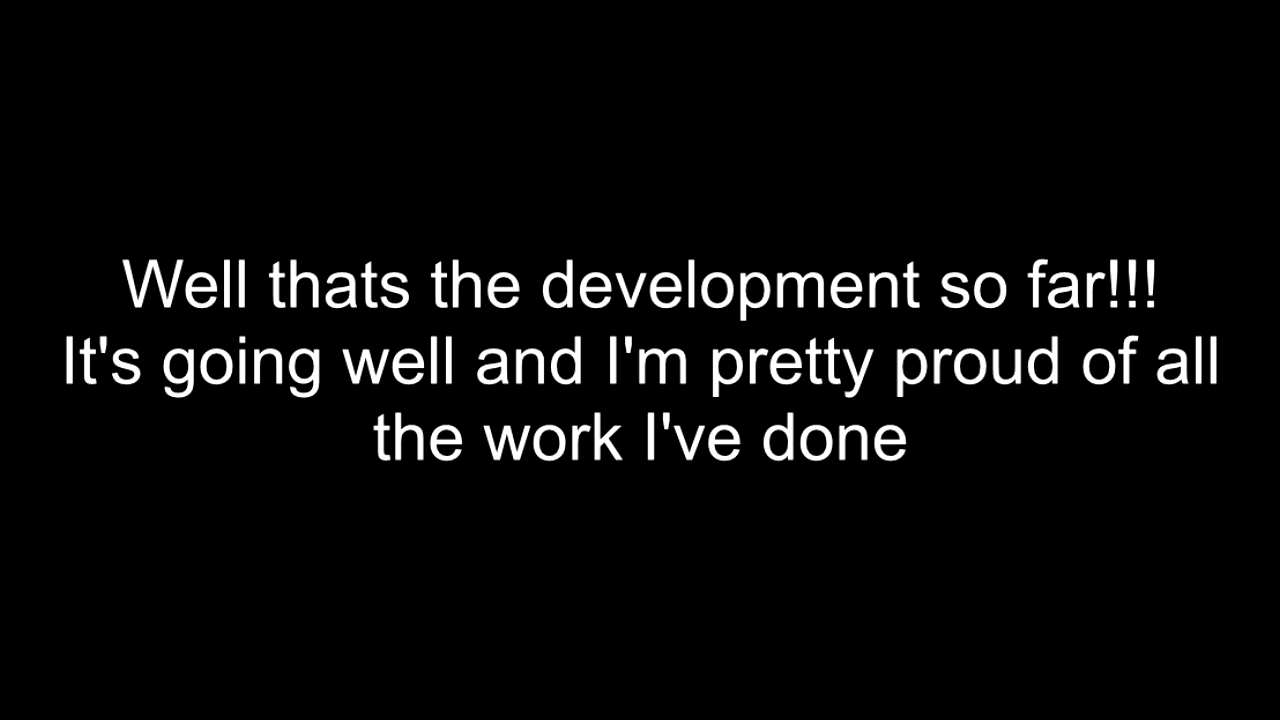 Well thats the development so far!!!
It's going well and I'm pretty proud of all
the work I've done